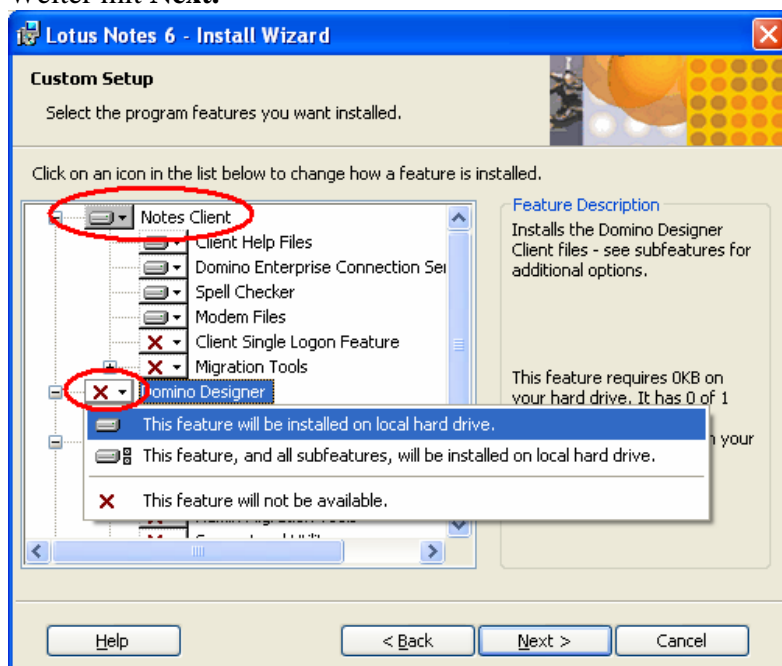 Weiter mit Next.
Lotus Notes 6 - Install Wizard
Custom Setup
Select the program features you want installed.
Click on an icon in the list below to change how a feature is installed.
Notes Client
Client Help Files
Domino Enterprise Connection Ser
Spell Checker
Modem Files
Client Single Logon Feature
Migration Tools
Domino Designer
This feature will be installed on local hard drive.
This feature, and all subfeatures, will be installed on local hard drive.
This feature will not be available.
Feature Description
Installs the Domino Designer
Client files - see subfeatures for
additional options.
This feature requires 0KB on
your hard drive. It has 0 of 1
your
Help
< Back
Next >
Cancel